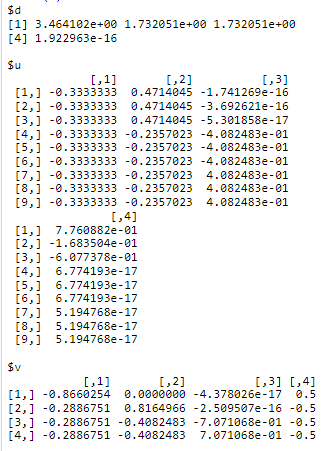 $d
[1] 3.464102e+00 1.732051e+00 1.732051e+00
[4] 1.922963e-16
$u
[,1] [,2] [,3]
[1,] -0.3333333 0.4714045 -1.741269e-16
[2,] -0.3333333 0.4714045 -3.692621e-16
[3,] -0.3333333 0.4714045 -5.301858e-17
[4,] -0.3333333 -0.2357023 -4.082483e-01
[5,] -0.3333333 -0.2357023 -4.082483e-01
[6,] -0.3333333 -0.2357023 -4.082483e-01
[7,] -0.3333333 -0.2357023 4.082483e-01
[8,] -0.3333333 -0.2357023 4.082483e-01
[9,] -0.3333333 -0.2357023 4.082483e-01
[,4]
[1,] 7.760882e-01
[2,] -1.683504e-01
[3,] -6.077378e-01
[4,] 6.774193e-17
[5,] 6.774193e-17
[6,] 6.774193e-17
[7,] 5.194768e-17
[8,] 5.194768e-17
[9,] 5.194768e-17
$v
[,1] [,2] [,3] [,4]
[1,] -0.8660254 0.0000000 -4.378026e-17 0.5
[2,] -0.2886751 0.8164966 -2.509507e-16 -0.5
[3,] -0.2886751 -0.4082483 -7.071068e-01 -0.5
[4,] -0.2886751 -0.4082483 7.071068e-01 -0.5